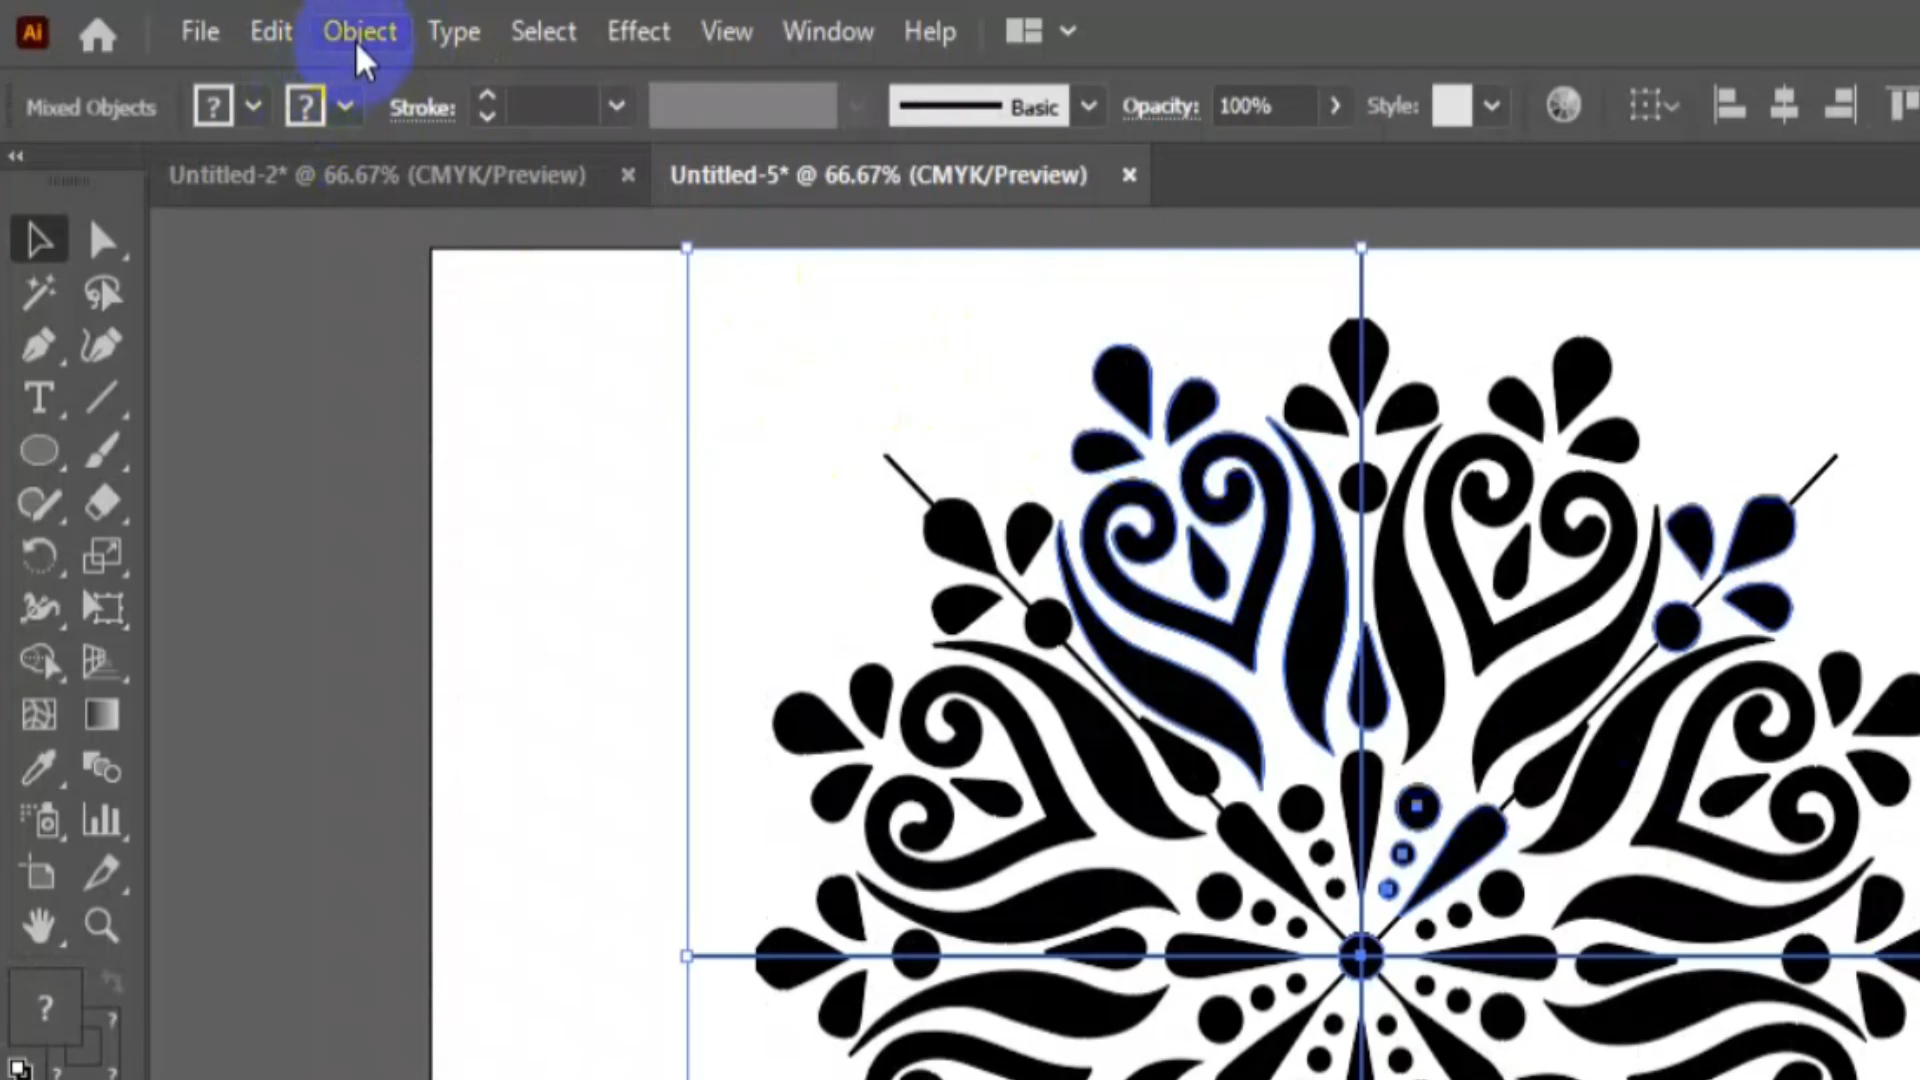 Ai File Edit Object Type Select Effect View Window Help
Mixed Objects ? ? Stroke: Basic Opacity: 100% Style:
Untitled-2* @ 66.67% (CMYK/Preview) × Untitled-5* @ 66.67% (CMYK/Preview) ×
T
?
?
? ?